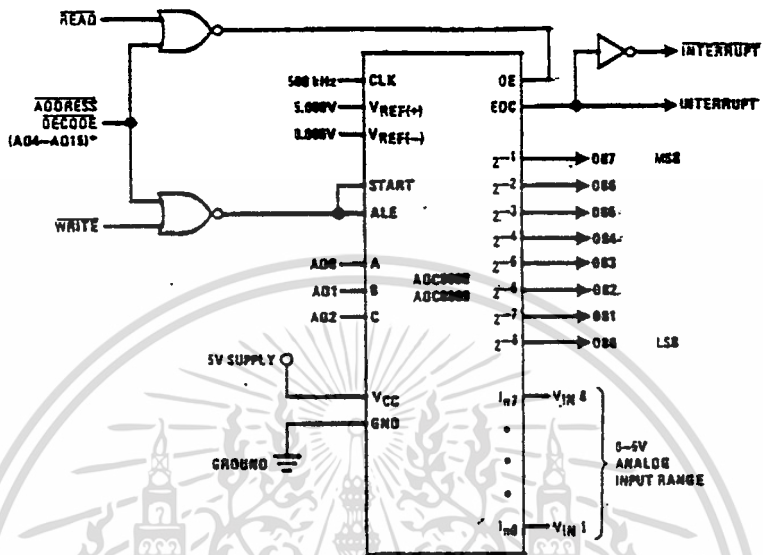 READ
ADDRESS
DECODE
(AD4–AD15)*
WRITE
500 kHz
CLK
5.000V
VREF(+)
0.000V
VREF(–)
START
ALE
AD0
A
AD1
B
AD2
C
5V SUPPLY
VCC
GND
GROUND
OE
EOC
INTERRUPT
INTERRUPT
2–1
DB7
MSB
2–2
DB6
2–3
DB5
2–4
DB4
2–5
DB3
2–6
DB2
2–7
DB1
2–8
DB0
LSB
ADC0808
ADC0809
In7
VIN 8
0–5V
ANALOG
INPUT RANGE
In0
VIN 1